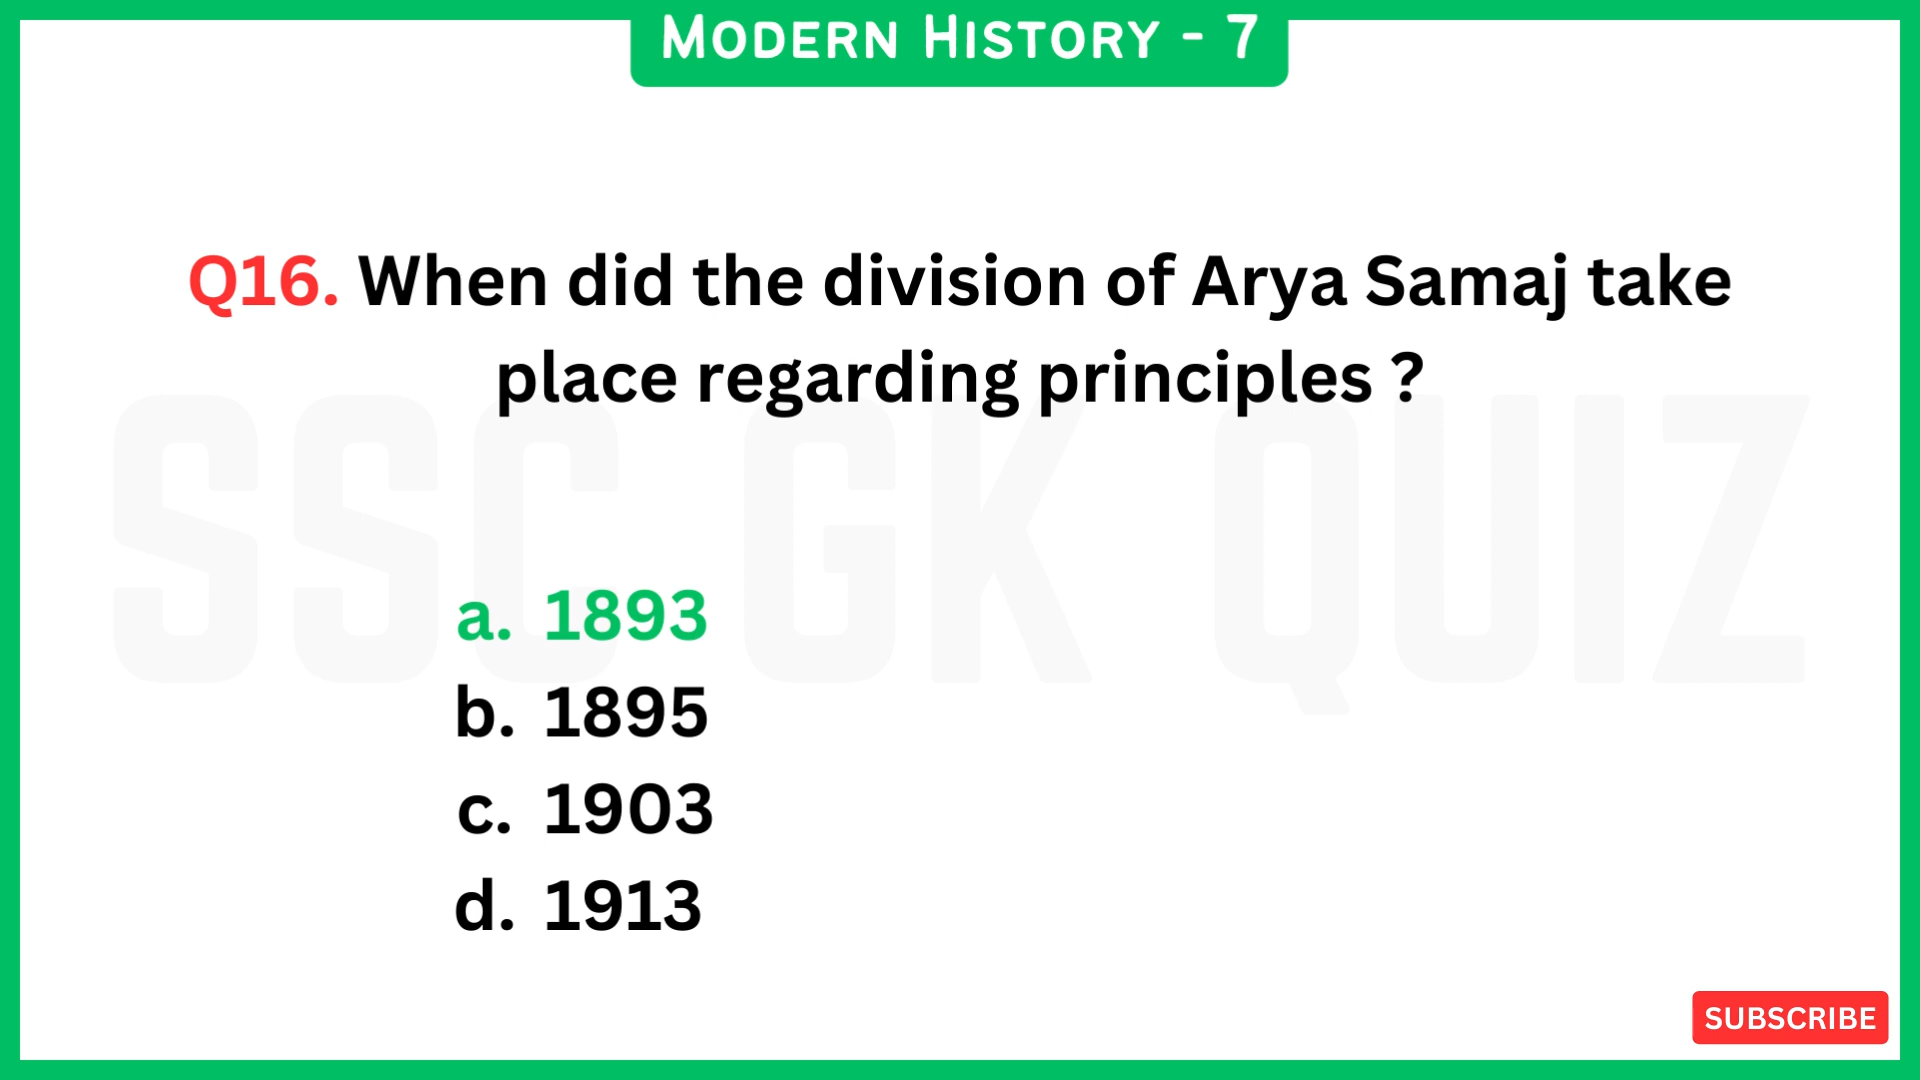 Modern History - 7
Q16. When did the division of Arya Samaj take
place regarding principles ?
SSC GK QUIZ
a. 1893
b. 1895
c. 1903
d. 1913
SUBSCRIBE